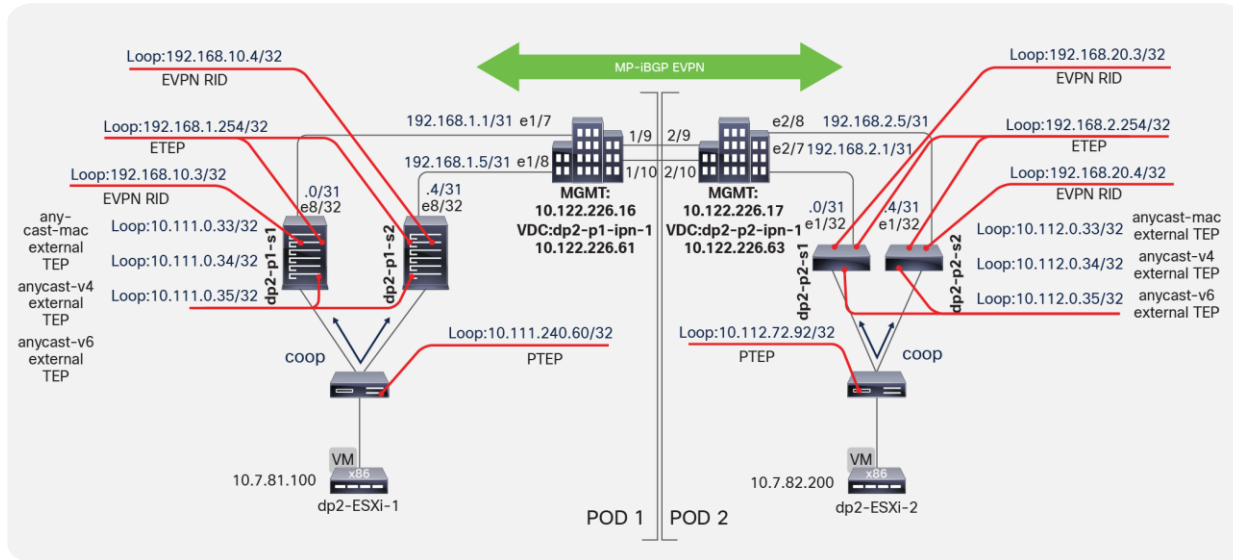 MP-iBGP EVPN
Loop:192.168.10.4/32
EVPN RID
Loop:192.168.1.254/32
ETEP
Loop:192.168.10.3/32
EVPN RID
any-
cast-mac
external
TEP
Loop:10.111.0.33/32
Loop:10.111.0.34/32
anycast-v4
external
TEP
Loop:10.111.0.35/32
anycast-v6
external
TEP
192.168.1.1/31 e1/7
192.168.1.5/31 e1/8
.0/31
e8/32
.4/31
e8/32
dp2-p1-s1
dp2-p1-s2
1/9
1/10
MGMT:
10.122.226.16
VDC:dp2-p1-ipn-1
10.122.226.61
coop
Loop:10.111.240.60/32
PTEP
VM
x86
10.7.81.100
dp2-ESXi-1
POD 1
POD 2
2/9
2/10
MGMT:
10.122.226.17
VDC:dp2-p2-ipn-1
10.122.226.63
e2/8 192.168.2.5/31
e2/7 192.168.2.1/31
.0/31
e1/32
.4/31
e1/32
dp2-p2-s1
dp2-p2-s2
Loop:192.168.20.3/32
EVPN RID
Loop:192.168.2.254/32
ETEP
Loop:192.168.20.4/32
EVPN RID
Loop:10.112.0.33/32
anycast-mac
external TEP
Loop:10.112.0.34/32
anycast-v4
external TEP
Loop:10.112.0.35/32
anycast-v6
external TEP
Loop:10.112.72.92/32
PTEP
coop
VM
x86
10.7.82.200
dp2-ESXi-2